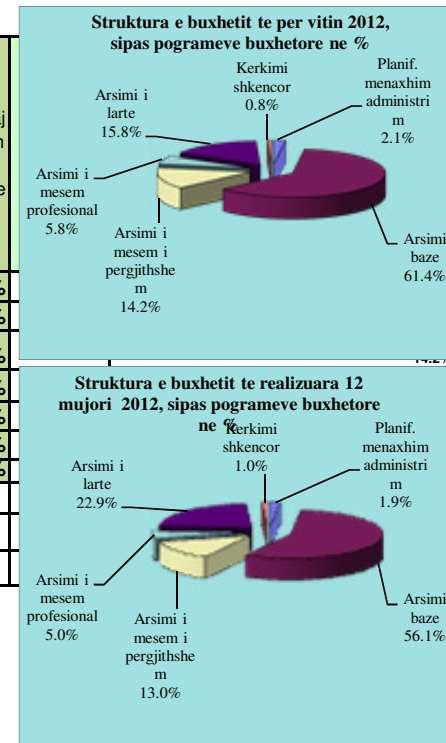 Struktura e buxhetit te per vitin 2012,
sipas pogrameve buxhetore ne %
Kerkimi
shkencor
0.8%
Planif.
menaxhim
administri
m
2.1%
Arsimi i
larte
15.8%
Arsimi i
mesem
profesional
5.8%
Arsimi i
mesem i
pergjithshe
m
14.2%
Arsimi
baze
61.4%
Struktura e buxhetit te realizuara 12
mujori 2012, sipas pogrameve buxhetore
ne %
Kerkimi
shkencor
1.0%
Planif.
menaxhim
administri
m
1.9%
Arsimi i
larte
22.9%
Arsimi i
mesem
profesional
5.0%
Arsimi i
mesem i
pergjithshe
m
13.0%
Arsimi
baze
56.1%